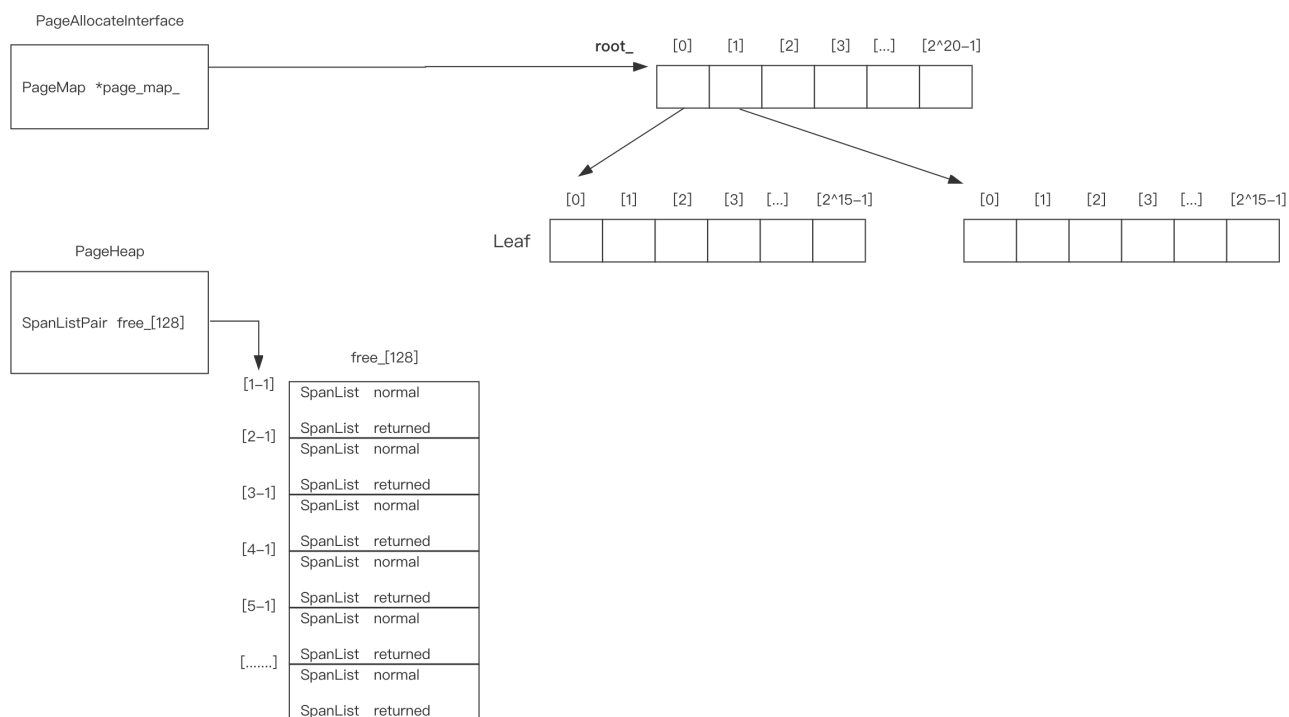 PageAllocateInterface
PageMap *page_map_
root_ [0] [1] [2] [3] [...] [2^20-1]
[0] [1] [2] [3] [...] [2^15-1]
[0] [1] [2] [3] [...] [2^15-1]
Leaf
PageHeap
SpanListPair free_[128]
free_[128]
[1-1]
SpanList normal
SpanList returned
[2-1]
SpanList normal
SpanList returned
[3-1]
SpanList normal
SpanList returned
[4-1]
SpanList normal
SpanList returned
[5-1]
SpanList normal
SpanList returned
[.......]
SpanList normal
SpanList returned